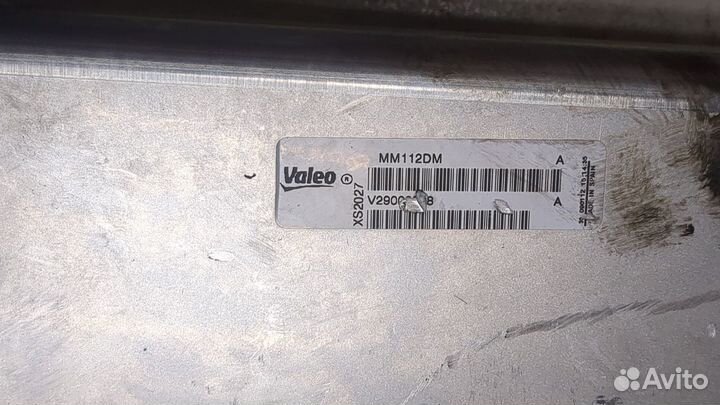 Valeo ®
XS2027
MM112DM A
A
MADE IN SPAIN
Avito